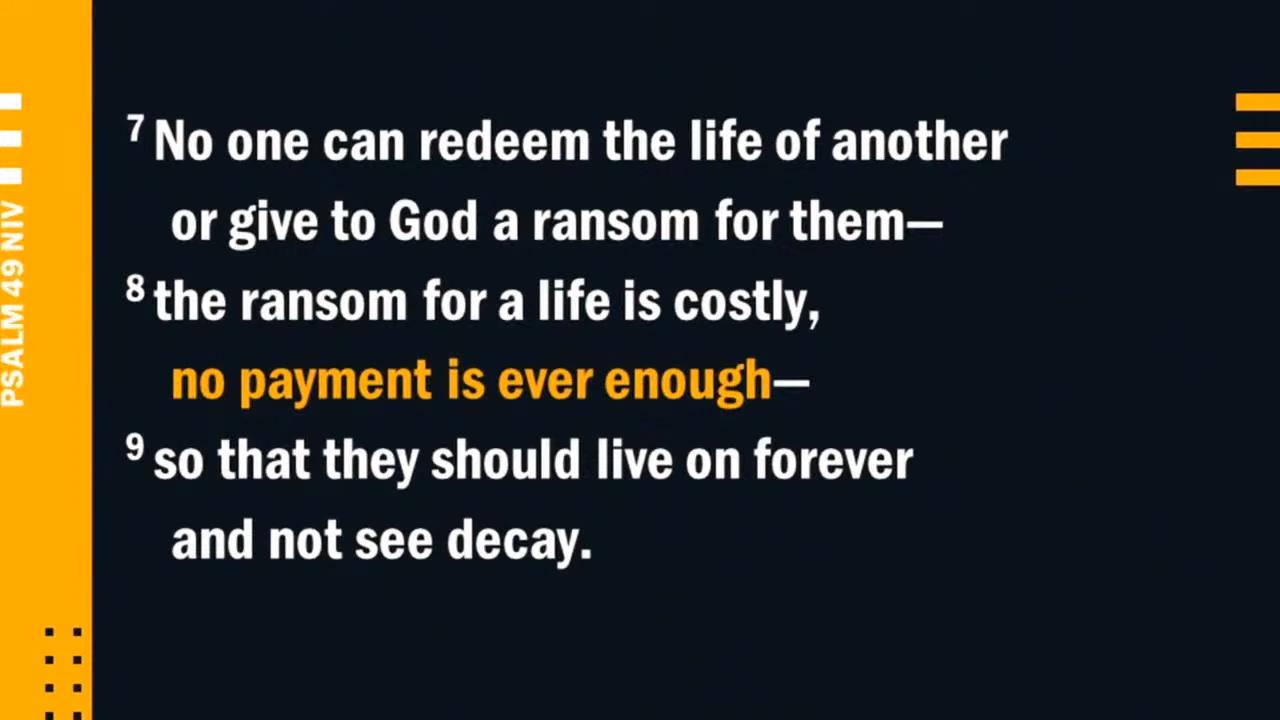 PSALM 49 NIV
7 No one can redeem the life of another
or give to God a ransom for them—
8 the ransom for a life is costly,
no payment is ever enough—
9 so that they should live on forever
and not see decay.